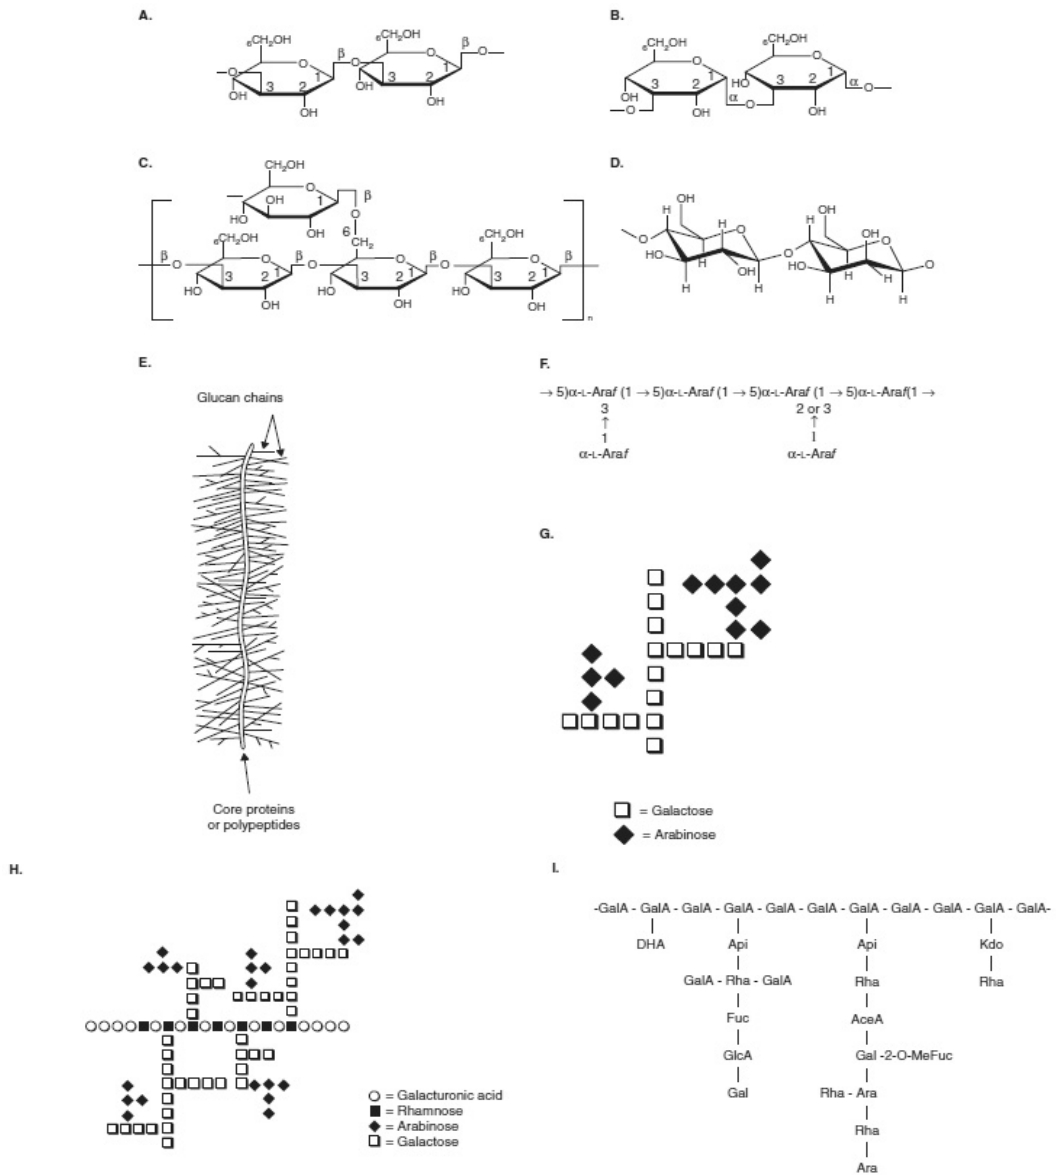 A.
6CH2OH
6CH2OH
β
β
β
O
O
O
O
O
1
1
3
2
3
2
OH
OH
OH
OH
B.
6CH2OH
6CH2OH
O
O
3
2
1
HO
3
2
1
α
α
OH
OH
OH
O
O
O
C.
CH2OH
O
OH
1
β
HO
OH
O
6
6CH2OH
CH2
6CH2OH
β
O
O
β
O
O
β
O
O
β
3
2
1
3
2
1
2
1
HO
OH
HO
OH
HO
OH
n
D.
OH
H
H
O
O
HO
H
OH
H
H
O
OH
H
OH
O
HO
H
H
H
H
O
E.
Glucan chains
Core proteins
or polypeptides
F.
→ 5)α-L-Araf (1 → 5)α-L-Araf (1 → 5)α-L-Araf (1 → 5)α-L-Araf(1 →
3 2 or 3
↑ ↑
1 1
α-L-Araf α-L-Araf
G.
= Galactose
= Arabinose
H.
= Galacturonic acid
= Rhamnose
= Arabinose
= Galactose
I.
-GalA - GalA - GalA - GalA - GalA - GalA - GalA - GalA - GalA - GalA - GalA-
DHA Api Api Kdo
GalA - Rha - GalA Rha Rha
Fuc AceA
GlcA Gal -2-O-MeFuc
Gal Rha - Ara
Rha
Ara